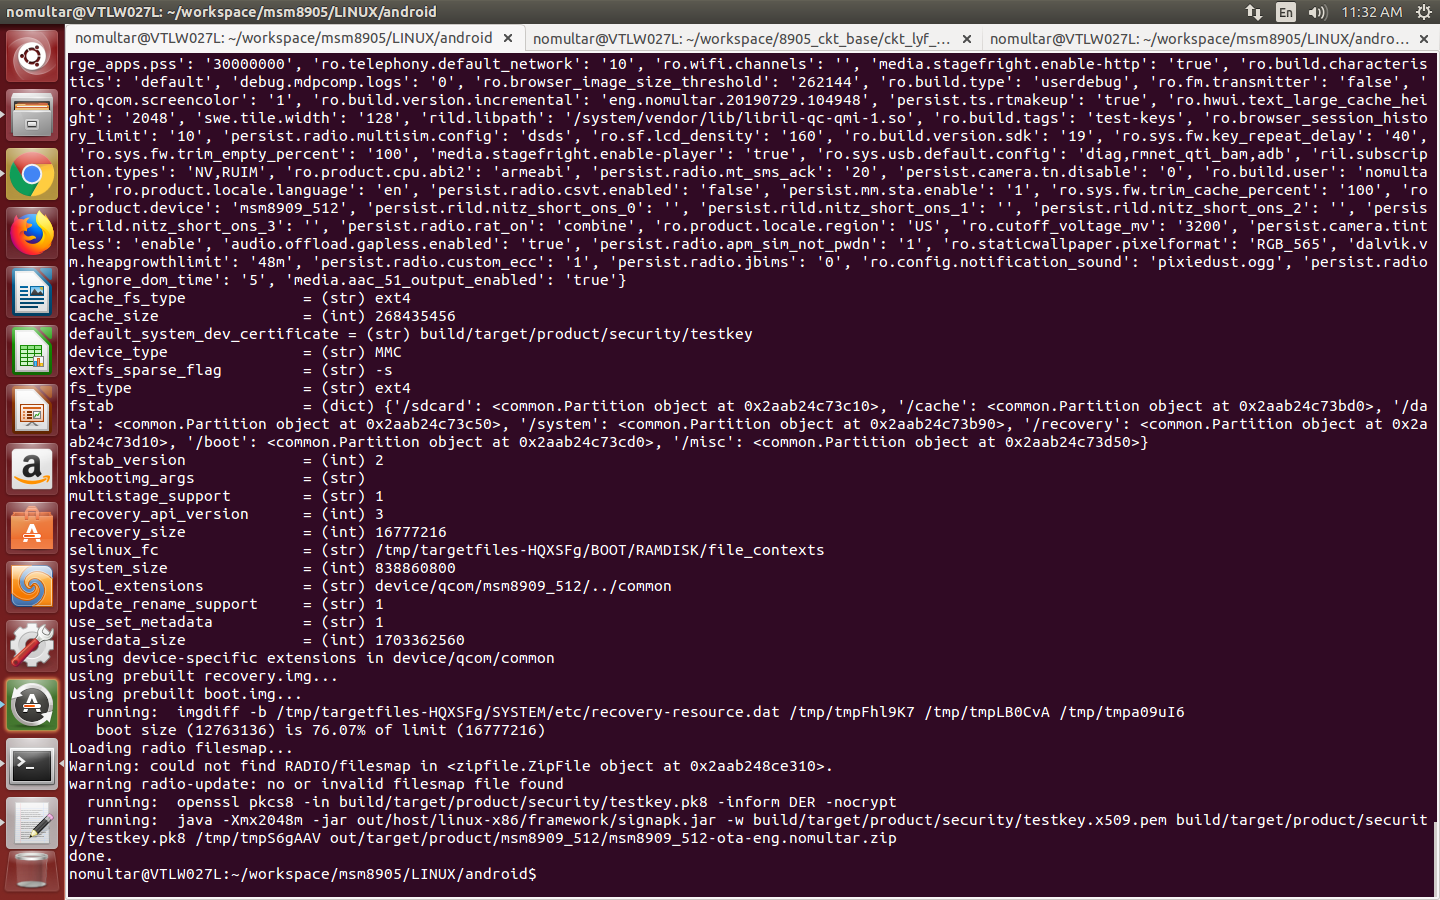 nomultar@VTLW027L: ~/workspace/msm8905/LINUX/android
En
11:32 AM
nomultar@VTLW027L: ~/workspace/msm8905/LINUX/android ×
nomultar@VTLW027L: ~/workspace/8905_ckt_base/ckt_lyf_... ×
nomultar@VTLW027L: ~/workspace/msm8905/LINUX/andro... ×
rge_apps.pss': '30000000', 'ro.telephony.default_network': '10', 'ro.wifi.channels': '', 'media.stagefright.enable-http': 'true', 'ro.build.characteris
tics': 'default', 'debug.mdpcomp.logs': '0', 'ro.browser_image_size_threshold': '262144', 'ro.build.type': 'userdebug', 'ro.fm.transmitter': 'false', '
ro.qcom.screencolor': '1', 'ro.build.version.incremental': 'eng.nomultar.20190729.104948', 'persist.ts.rtmakeup': 'true', 'ro.hwui.text_large_cache_hei
ght': '2048', 'swe.tile.width': '128', 'rild.libpath': '/system/vendor/lib/libril-qc-qmi-1.so', 'ro.build.tags': 'test-keys', 'ro.browser_session_histo
ry_limit': '10', 'persist.radio.multisim.config': 'dsds', 'ro.sf.lcd_density': '160', 'ro.build.version.sdk': '19', 'ro.sys.fw.key_repeat_delay': '40',
 'ro.sys.fw.trim_empty_percent': '100', 'media.stagefright.enable-player': 'true', 'ro.sys.usb.default.config': 'diag,rmnet_qti_bam,adb', 'ril.subscrip
tion.types': 'NV,RUIM', 'ro.product.cpu.abi2': 'armeabi', 'persist.radio.mt_sms_ack': '20', 'persist.camera.tn.disable': '0', 'ro.build.user': 'nomulta
r', 'ro.product.locale.language': 'en', 'persist.radio.csvt.enabled': 'false', 'persist.mm.sta.enable': '1', 'ro.sys.fw.trim_cache_percent': '100', 'ro
.product.device': 'msm8909_512', 'persist.rild.nitz_short_ons_0': '', 'persist.rild.nitz_short_ons_1': '', 'persist.rild.nitz_short_ons_2': '', 'persis
t.rild.nitz_short_ons_3': '', 'persist.radio.rat_on': 'combine', 'ro.product.locale.region': 'US', 'ro.cutoff_voltage_mv': '3200', 'persist.camera.tint
less': 'enable', 'audio.offload.gapless.enabled': 'true', 'persist.radio.apm_sim_not_pwdn': '1', 'ro.staticwallpaper.pixelformat': 'RGB_565', 'dalvik.v
m.heapgrowthlimit': '48m', 'persist.radio.custom_ecc': '1', 'persist.radio.jbims': '0', 'ro.config.notification_sound': 'pixiedust.ogg', 'persist.radio
.ignore_dom_time': '5', 'media.aac_51_output_enabled': 'true'}
cache_fs_type             = (str) ext4
cache_size                = (int) 268435456
default_system_dev_certificate = (str) build/target/product/security/testkey
device_type               = (str) MMC
extfs_sparse_flag         = (str) -s
fs_type                   = (str) ext4
fstab                     = (dict) {'/sdcard': <common.Partition object at 0x2aab24c73c10>, '/cache': <common.Partition object at 0x2aab24c73bd0>, '/da
ta': <common.Partition object at 0x2aab24c73c50>, '/system': <common.Partition object at 0x2aab24c73b90>, '/recovery': <common.Partition object at 0x2a
ab24c73d10>, '/boot': <common.Partition object at 0x2aab24c73cd0>, '/misc': <common.Partition object at 0x2aab24c73d50>}
fstab_version             = (int) 2
mkbootimg_args            = (str)
multistage_support        = (str) 1
recovery_api_version      = (int) 3
recovery_size             = (int) 16777216
selinux_fc                = (str) /tmp/targetfiles-HQXSFg/BOOT/RAMDISK/file_contexts
system_size               = (int) 838860800
tool_extensions           = (str) device/qcom/msm8909_512/../common
update_rename_support     = (str) 1
use_set_metadata          = (str) 1
userdata_size             = (int) 1703362560
using device-specific extensions in device/qcom/common
using prebuilt recovery.img...
using prebuilt boot.img...
  running:  imgdiff -b /tmp/targetfiles-HQXSFg/SYSTEM/etc/recovery-resource.dat /tmp/tmpFhl9K7 /tmp/tmpLB0CvA /tmp/tmpa09uI6
   boot size (12763136) is 76.07% of limit (16777216)
Loading radio filesmap...
Warning: could not find RADIO/filesmap in <zipfile.ZipFile object at 0x2aab248ce310>.
warning radio-update: no or invalid filesmap file found
  running:  openssl pkcs8 -in build/target/product/security/testkey.pk8 -inform DER -nocrypt
  running:  java -Xmx2048m -jar out/host/linux-x86/framework/signapk.jar -w build/target/product/security/testkey.x509.pem build/target/product/securit
y/testkey.pk8 /tmp/tmpS6gAAV out/target/product/msm8909_512/msm8909_512-ota-eng.nomultar.zip
done.
nomultar@VTLW027L:~/workspace/msm8905/LINUX/android$